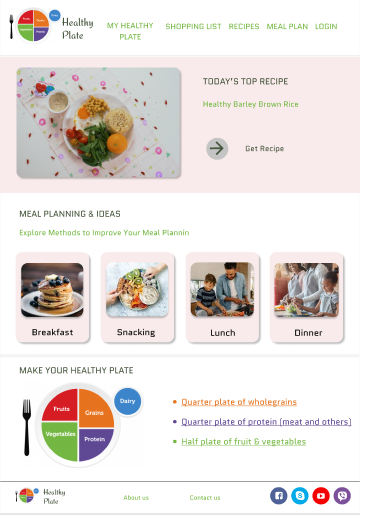 Healthy
Plate
MY HEALTHY
PLATE
SHOPPING LIST
RECIPES
MEAL PLAN
LOGIN
TODAY'S TOP RECIPE
Healthy Barley Brown Rice
Get Recipe
MEAL PLANNING & IDEAS
Explore Methods to Improve Your Meal Plannin
Breakfast
Snacking
Lunch
Dinner
MAKE YOUR HEALTHY PLATE
Dairy
Fruits
Grains
Vegetables
Protein
Quarter plate of wholegrains
Quarter plate of protein (meat and others)
Half plate of fruit & vegetables
Healthy
Plate
About us
Contact us